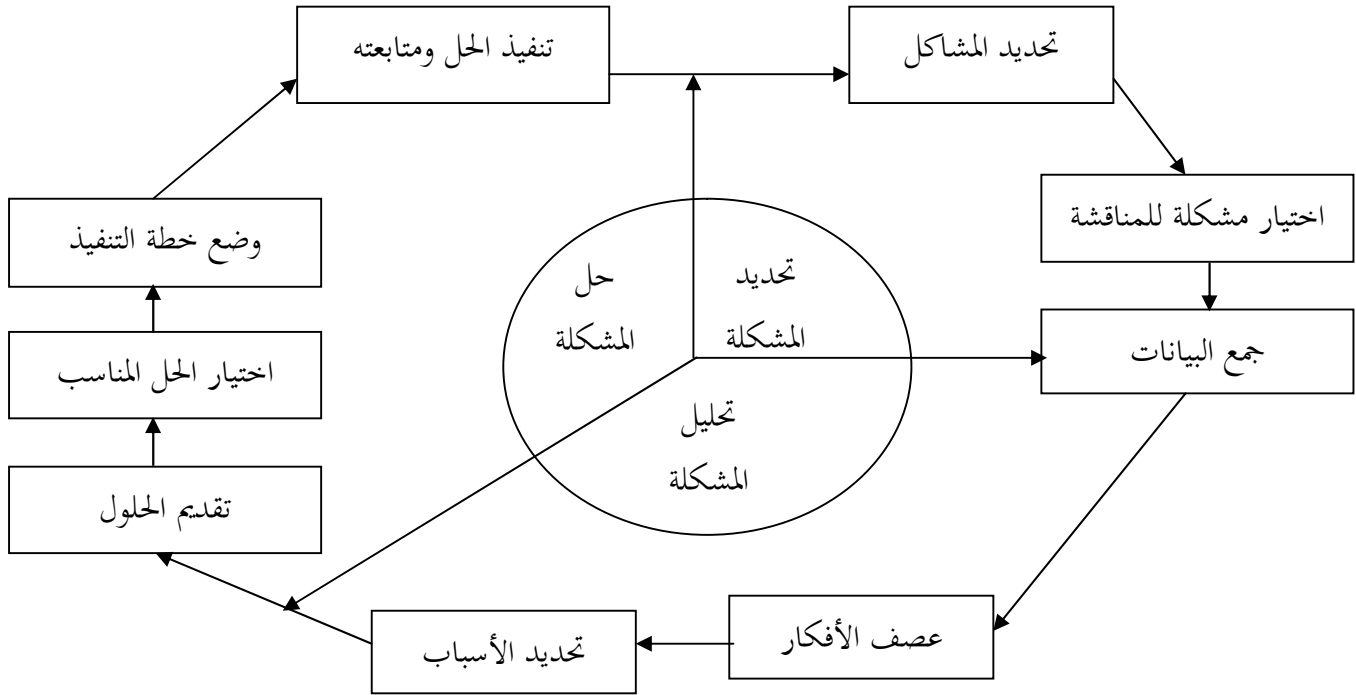 تحديد المشاكل
تنفيذ الحل ومتابعته
اختيار مشكلة للمناقشة
وضع خطة التنفيذ
تحديد
المشكلة
حل
المشكلة
جمع البيانات
اختيار الحل المناسب
تحليل
المشكلة
تقديم الحلول
عصف الأفكار
تحديد الأسباب